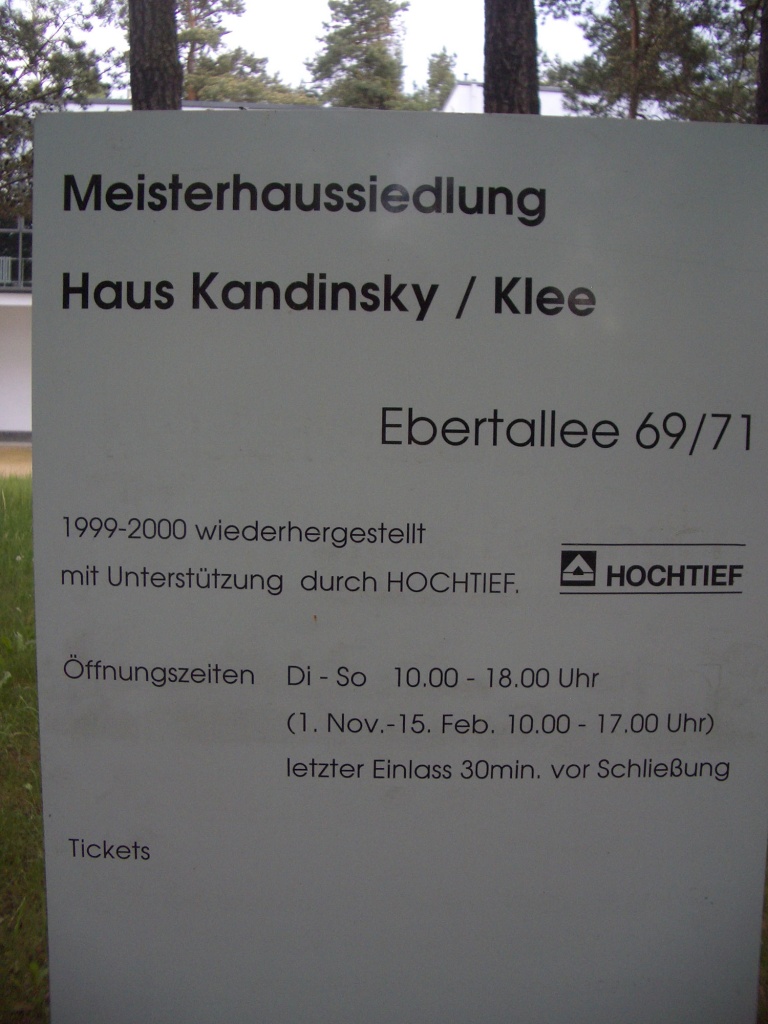 Meisterhaussiedlung
Haus Kandinsky / Klee
Ebertallee 69/71
1999-2000 wiederhergestellt
mit Unterstützung durch HOCHTIEF.
HOCHTIEF
Öffnungszeiten Di - So 10.00 - 18.00 Uhr
(1. Nov.-15. Feb. 10.00 - 17.00 Uhr)
letzter Einlass 30min. vor Schließung
Tickets